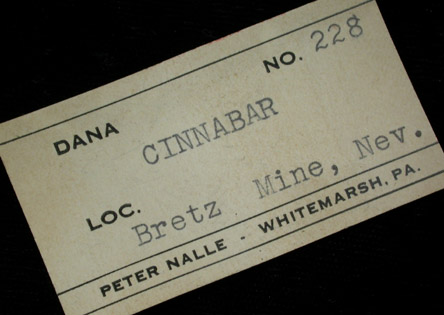 DANA NO. 228
CINNABAR
LOC. Bretz Mine, Nev.
PETER NALLE - WHITEMARSH, PA.